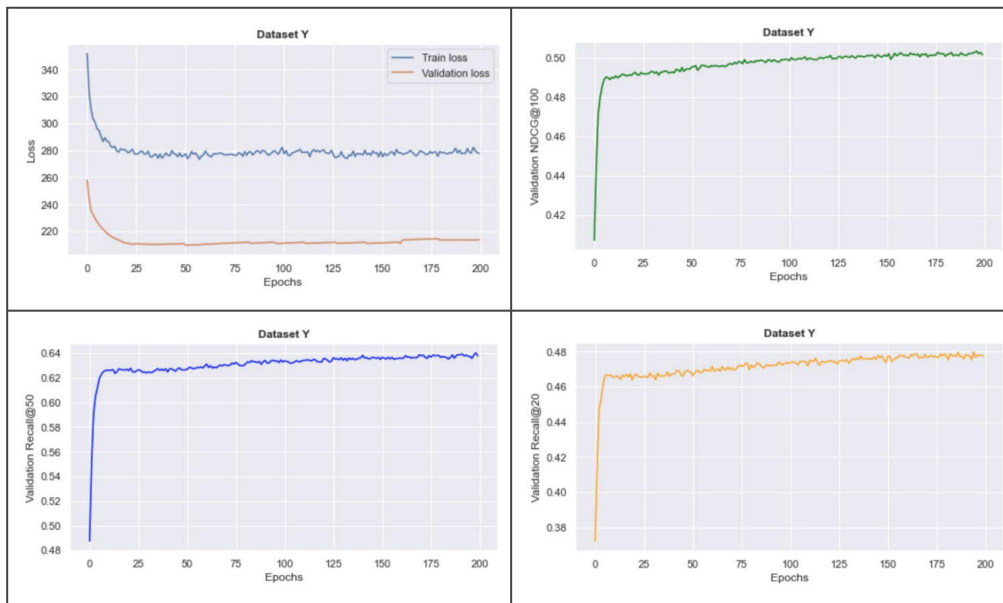 Dataset Y
Train loss
Validation loss
340
320
300
280
260
240
220
Loss
0 25 50 75 100 125 150 175 200
Epochs
Dataset Y
0.50
0.48
0.46
0.44
0.42
Validation NDCG@100
0 25 50 75 100 125 150 175 200
Epochs
Dataset Y
0.64
0.62
0.60
0.58
0.56
0.54
0.52
0.50
0.48
Validation Recall@50
0 25 50 75 100 125 150 175 200
Epochs
Dataset Y
0.48
0.46
0.44
0.42
0.40
0.38
Validation Recall@20
0 25 50 75 100 125 150 175 200
Epochs